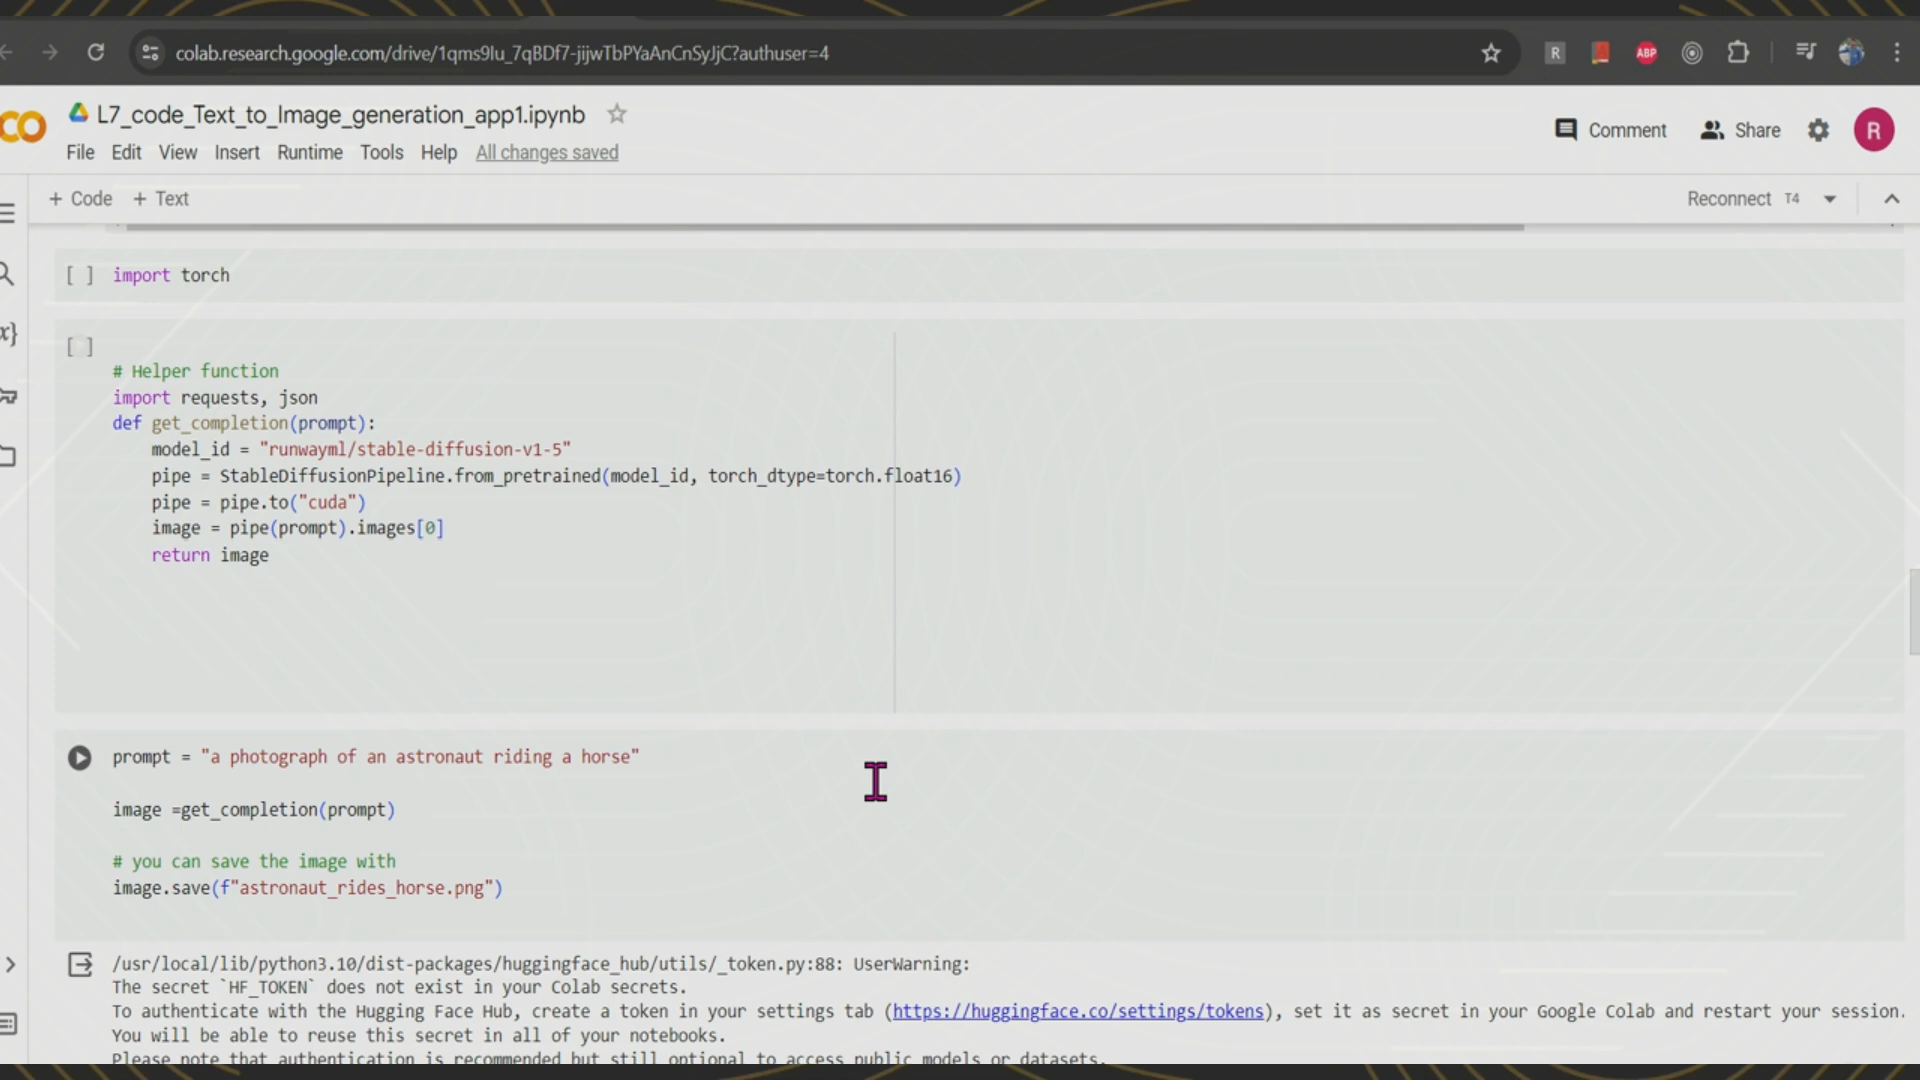 colab.research.google.com/drive/1qms9lu_7qBDf7-jijwTbPYaAnCnSyJjC?authuser=4
R
ABP
CO
L7_code_Text_to_Image_generation_app1.ipynb
Comment
Share
R
File Edit View Insert Runtime Tools Help All changes saved
+ Code + Text
Reconnect T4
[ ] import torch
[ ]
# Helper function
import requests, json
def get_completion(prompt):
model_id = "runwayml/stable-diffusion-v1-5"
pipe = StableDiffusionPipeline.from_pretrained(model_id, torch_dtype=torch.float16)
pipe = pipe.to("cuda")
image = pipe(prompt).images[0]
return image
prompt = "a photograph of an astronaut riding a horse"
image =get_completion(prompt)
# you can save the image with
image.save(f"astronaut_rides_horse.png")
/usr/local/lib/python3.10/dist-packages/huggingface_hub/utils/_token.py:88: UserWarning:
The secret `HF_TOKEN` does not exist in your Colab secrets.
To authenticate with the Hugging Face Hub, create a token in your settings tab (https://huggingface.co/settings/tokens), set it as secret in your Google Colab and restart your session.
You will be able to reuse this secret in all of your notebooks.
Please note that authentication is recommended but still optional to access public models or datasets.